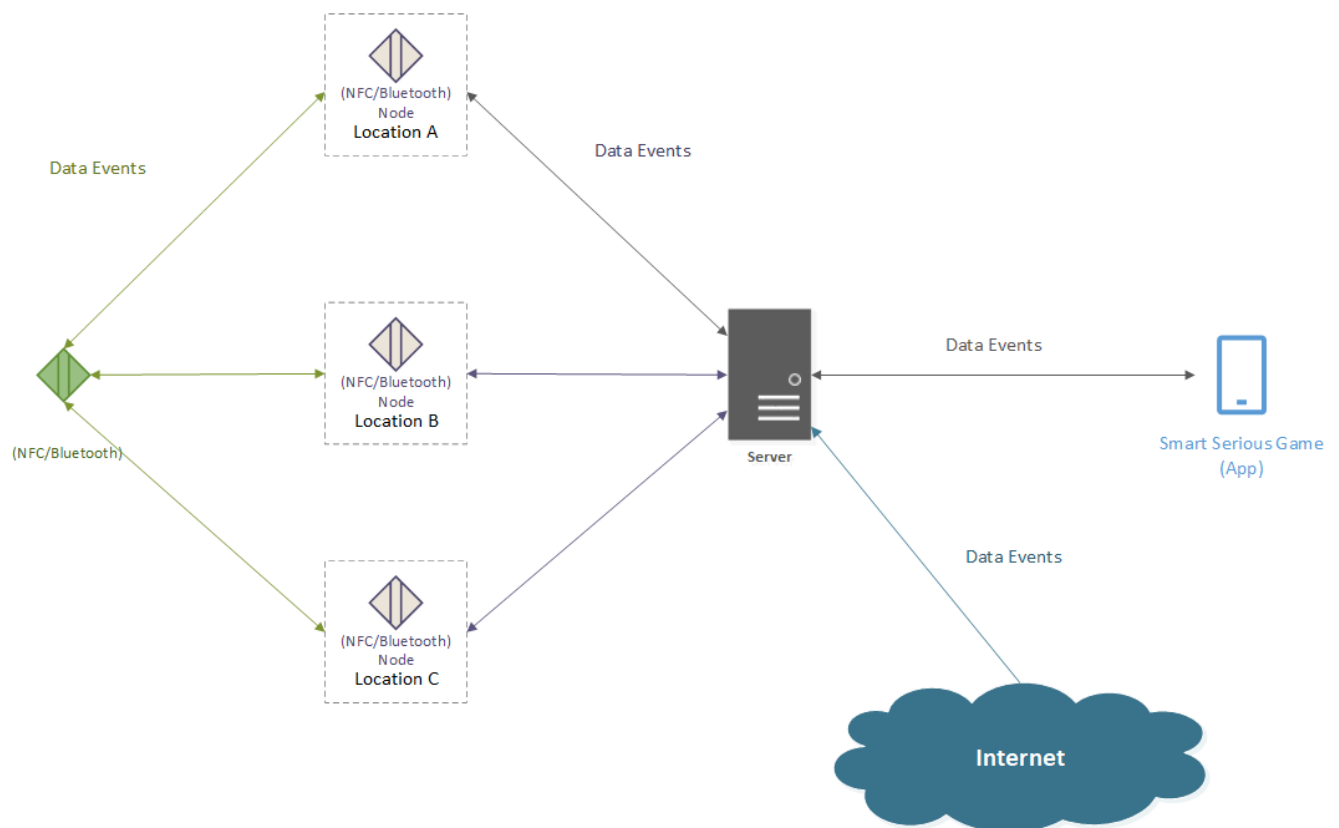 (NFC/Bluetooth)
Node
Location A
Data Events
Data Events
(NFC/Bluetooth)
Node
Location B
(NFC/Bluetooth)
Server
Data Events
Smart Serious Game
(App)
Data Events
(NFC/Bluetooth)
Node
Location C
Internet